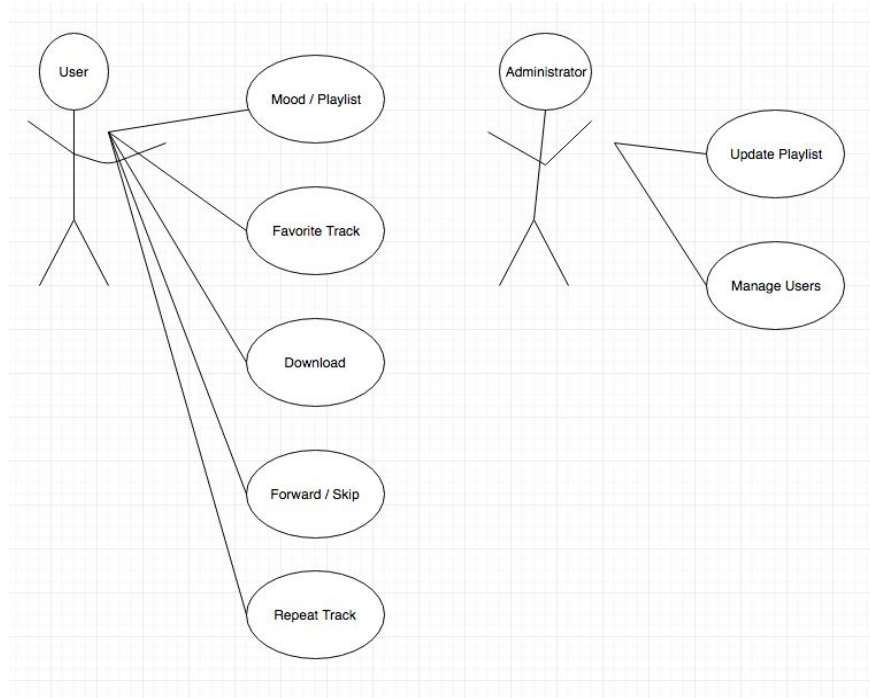 User
Mood / Playlist
Favorite Track
Download
Forward / Skip
Repeat Track
Administrator
Update Playlist
Manage Users